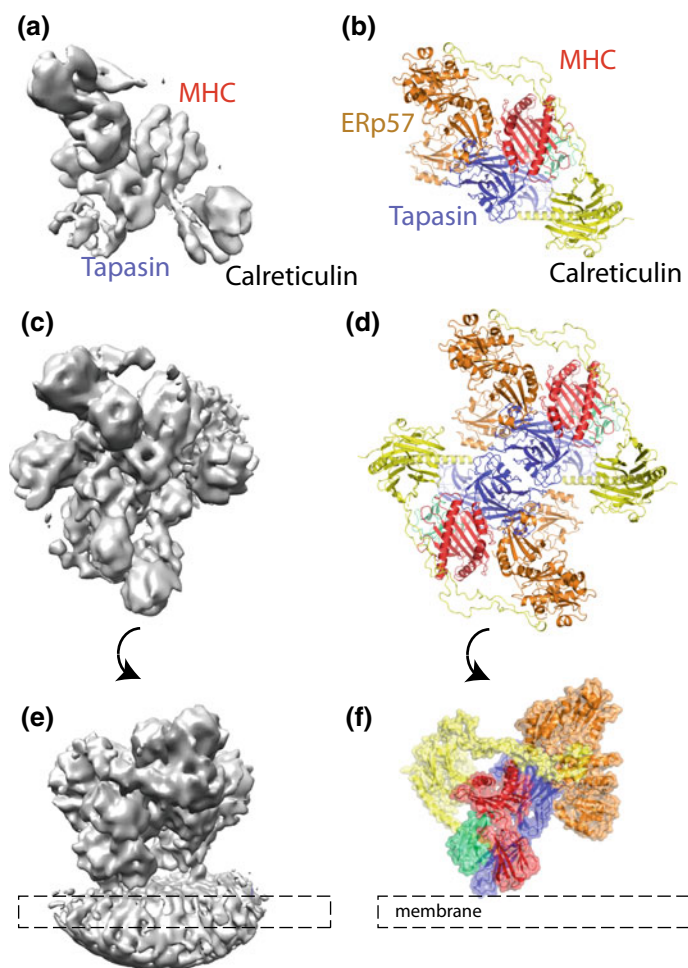 (a)
MHC
Tapasin
Calreticulin
(b)
MHC
ERp57
Tapasin
Calreticulin
(c)
(d)
(e)
(f)
membrane